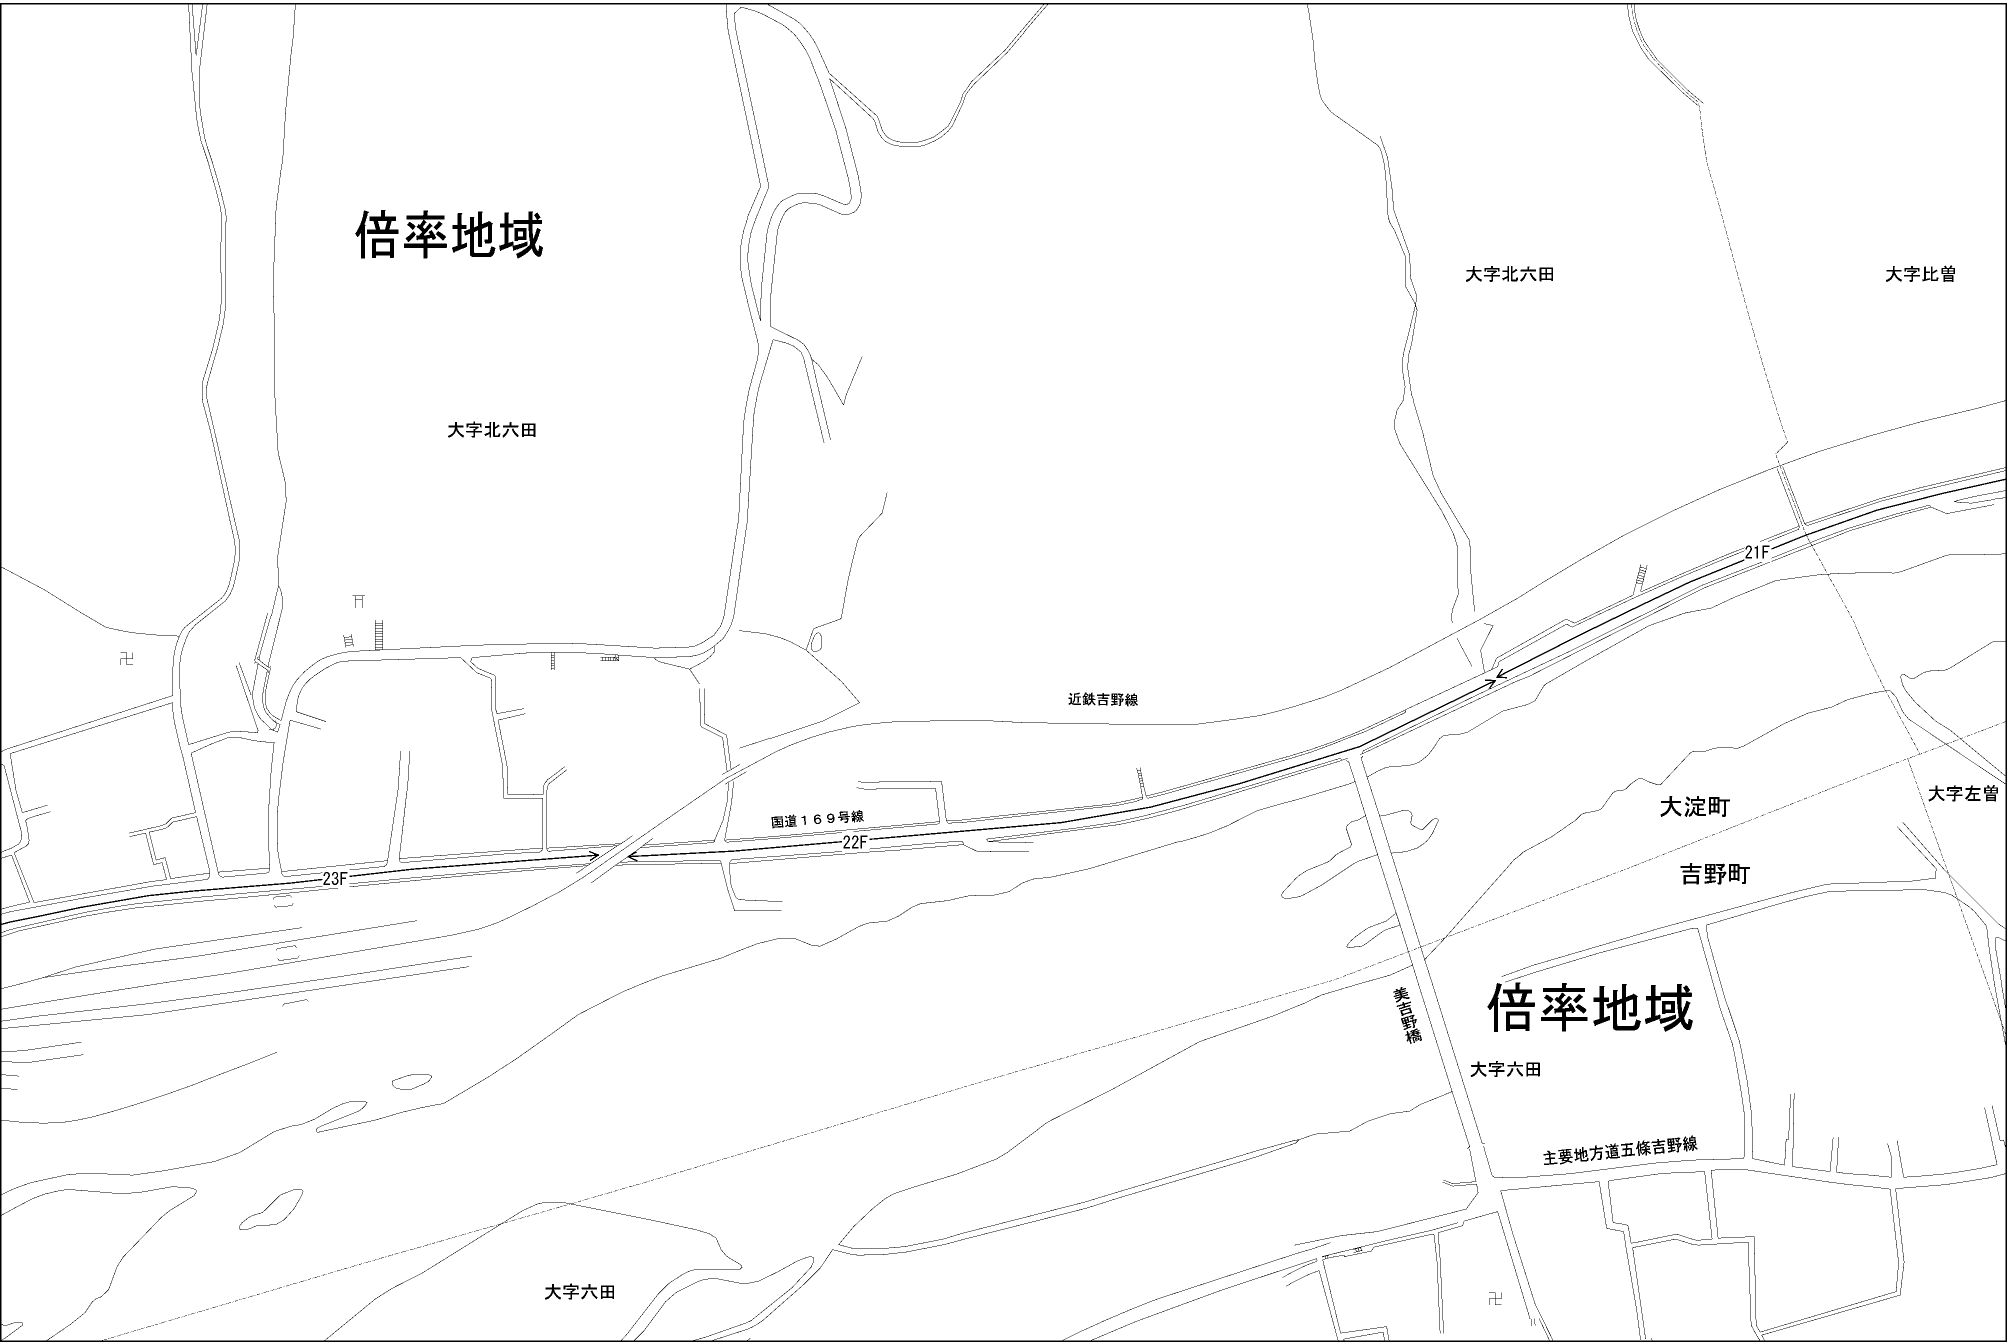 倍率地域
大字北六田
大字比曽
大字北六田
21F
近鉄吉野線
大字左曽
大淀町
国道１６９号線
22F
吉野町
23F
倍率地域
美吉野橋
大字六田
主要地方道五條吉野線
大字六田